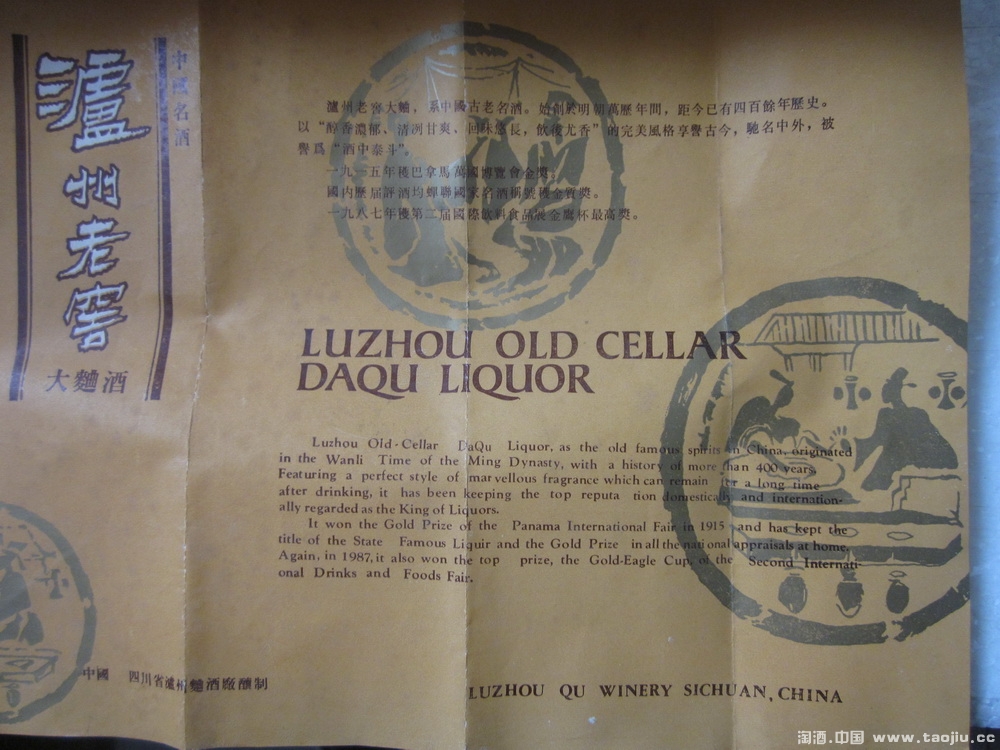 中國名酒
瀘州老窖
大麯酒
瀘州老窖大麯，系中國古老名酒。始創於明朝萬歷年間，距今已有四百餘年歷史。
以“醇香濃郁、清冽甘爽、回味悠長，飲後尤香”的完美風格享譽古今，馳名中外，被
譽爲“酒中泰斗”。
一九一五年穫巴拿馬萬國博覽會金獎。
國内歷届評酒均蟬聯國家名酒稱號穫金質獎。
一九八七年穫第二届國際飲料食品展金鷹杯最高獎。
LUZHOU OLD CELLAR
DAQU LIQUOR
Luzhou Old-Cellar DaQu Liquor, as the old famous spirits in China, originated
in the Wanli Time of the Ming Dynasty, with a history of more than 400 years.
Featuring a perfect style of marvellous fragrance which can remain for a long time
after drinking, it has been keeping the top reputation domestically and internation-
ally regarded as the King of Liquors.
It won the Gold Prize of the Panama International Fair in 1915 and has kept the
title of the State Famous Liquir and the Gold Prize in all the national appraisals at home.
Again, in 1987, it also won the top prize, the Gold-Eagle Cup, of the Second Internati-
onal Drinks and Foods Fair.
中國 四川省瀘州麯酒廠釀制
LUZHOU QU WINERY SICHUAN, CHINA
淘酒.中国 www.taojiu.cc